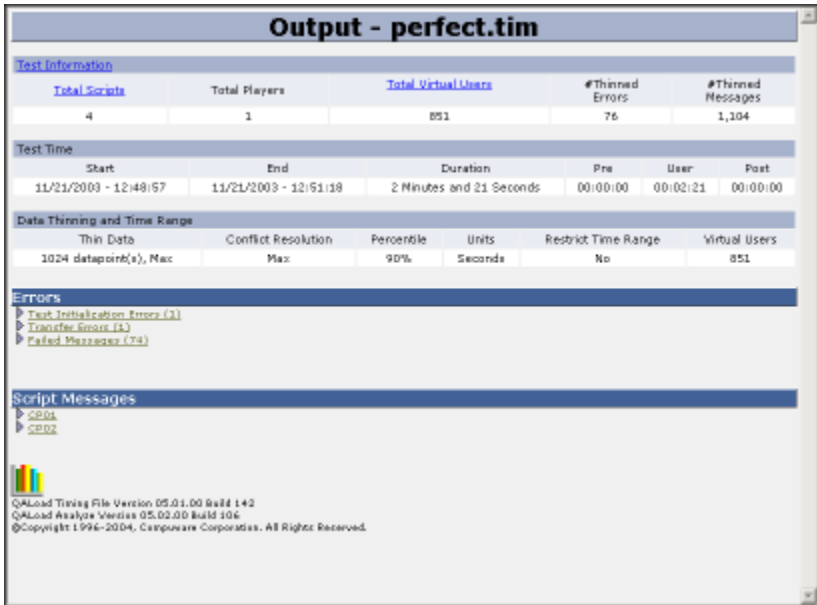 Output - perfect.tim
Test Information
Total Scripts Total Players Total Virtual Users #Thinned Errors #Thinned Messages
4 1 851 76 1,104
Test Time
Start End Duration Pre User Post
11/21/2003 - 12:48:57 11/21/2003 - 12:51:18 2 Minutes and 21 Seconds 00:00:00 00:02:21 00:00:00
Data Thinning and Time Range
Thin Data Conflict Resolution Percentile Units Restrict Time Range Virtual Users
1024 datapoint(s), Max Max 90% Seconds No 851
Errors
Test Initialization Errors (1)
Transfer Errors (1)
Failed Messages (74)
Script Messages
CPD1
CPD2
QALoad Timing File Version 05.01.00 Build 142
QALoad Analyze Version 05.02.00 Build 106
©Copyright 1996-2004, Compuware Corporation. All Rights Reserved.